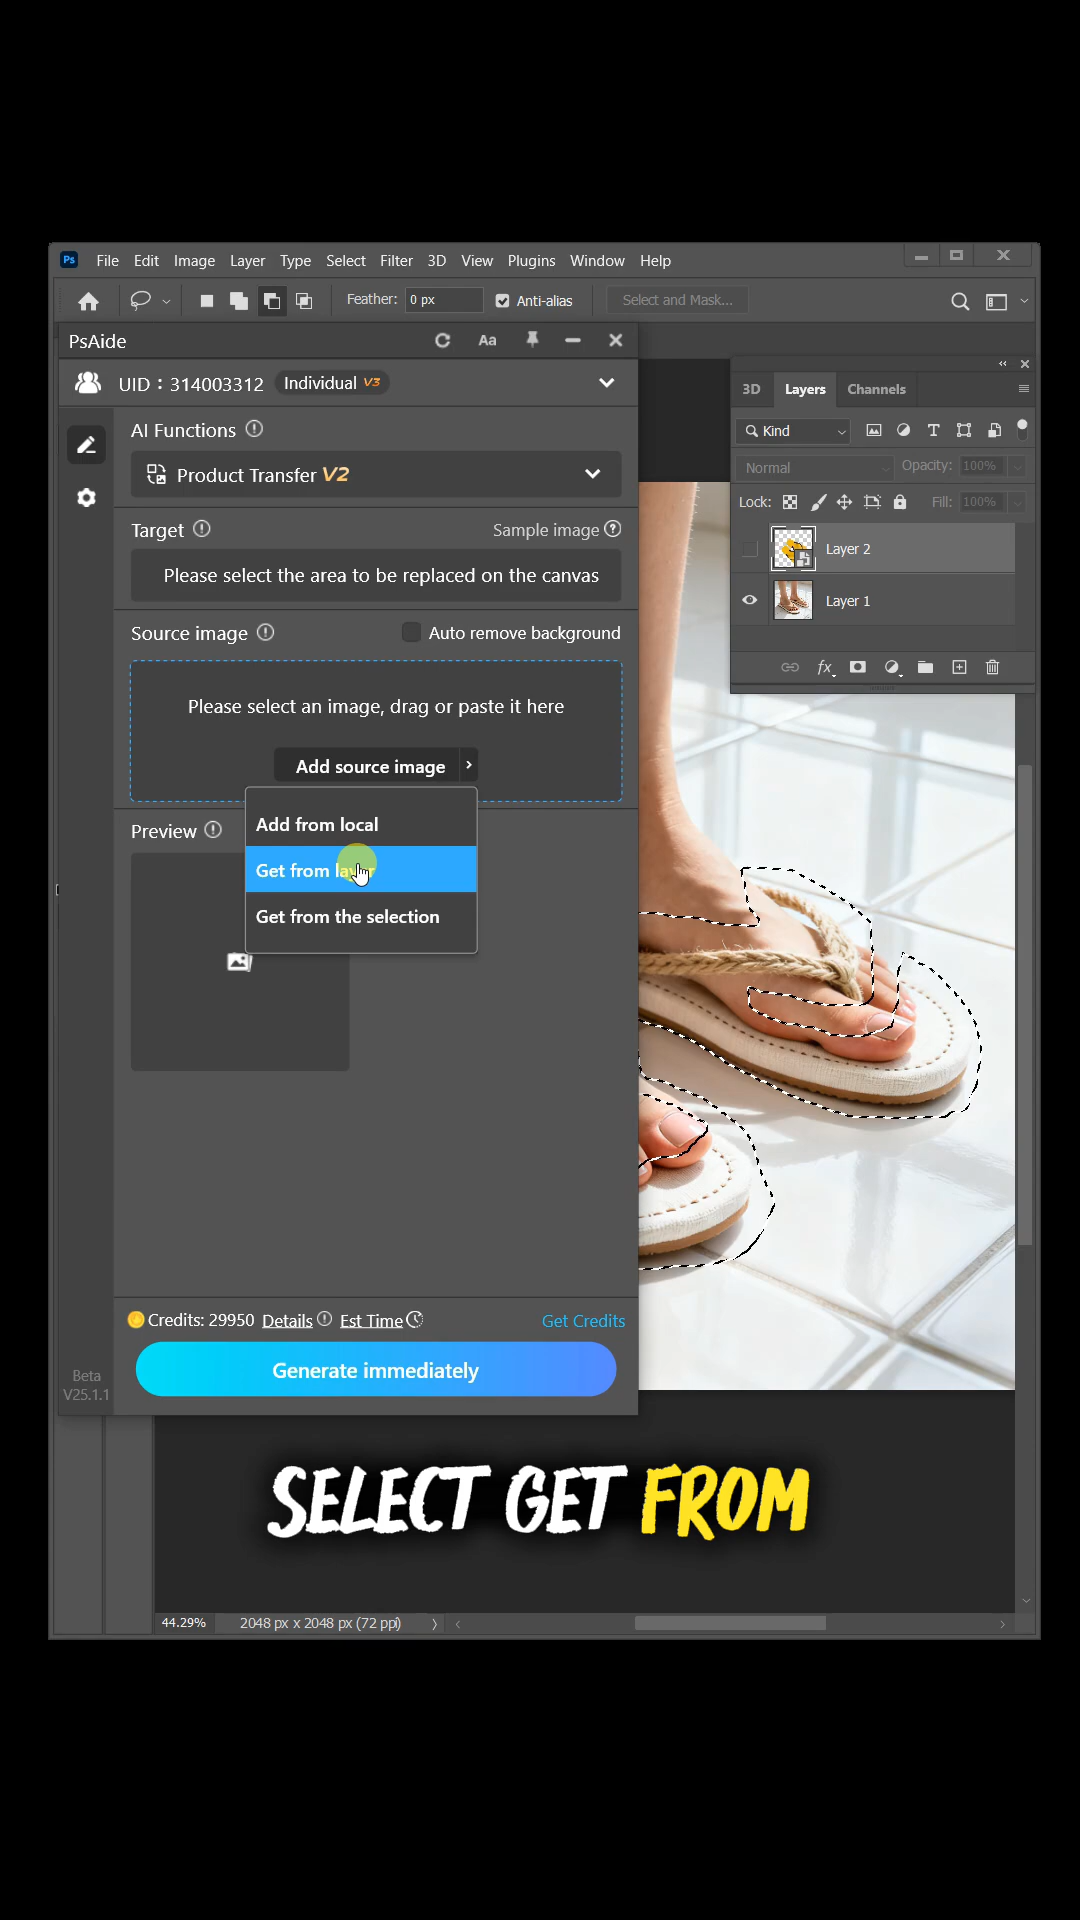 Ps File Edit Image Layer Type Select Filter 3D View Plugins Window Help
Feather: 0 px Anti-alias Select and Mask...
PsAide
Aa
UID：314003312 Individual V3
AI Functions
Product Transfer V2
Target Sample image
Please select the area to be replaced on the canvas
Source image Auto remove background
Please select an image, drag or paste it here
Add source image
Add from local
Get from layer
Get from the selection
Preview
Credits: 29950 Details Est Time Get Credits
Generate immediately
Beta
V25.1.1
3D Layers Channels
Kind
Normal Opacity: 100%
Lock: Fill: 100%
Layer 2
Layer 1
fx
SELECT GET FROM
44.29% 2048 px x 2048 px (72 ppi)